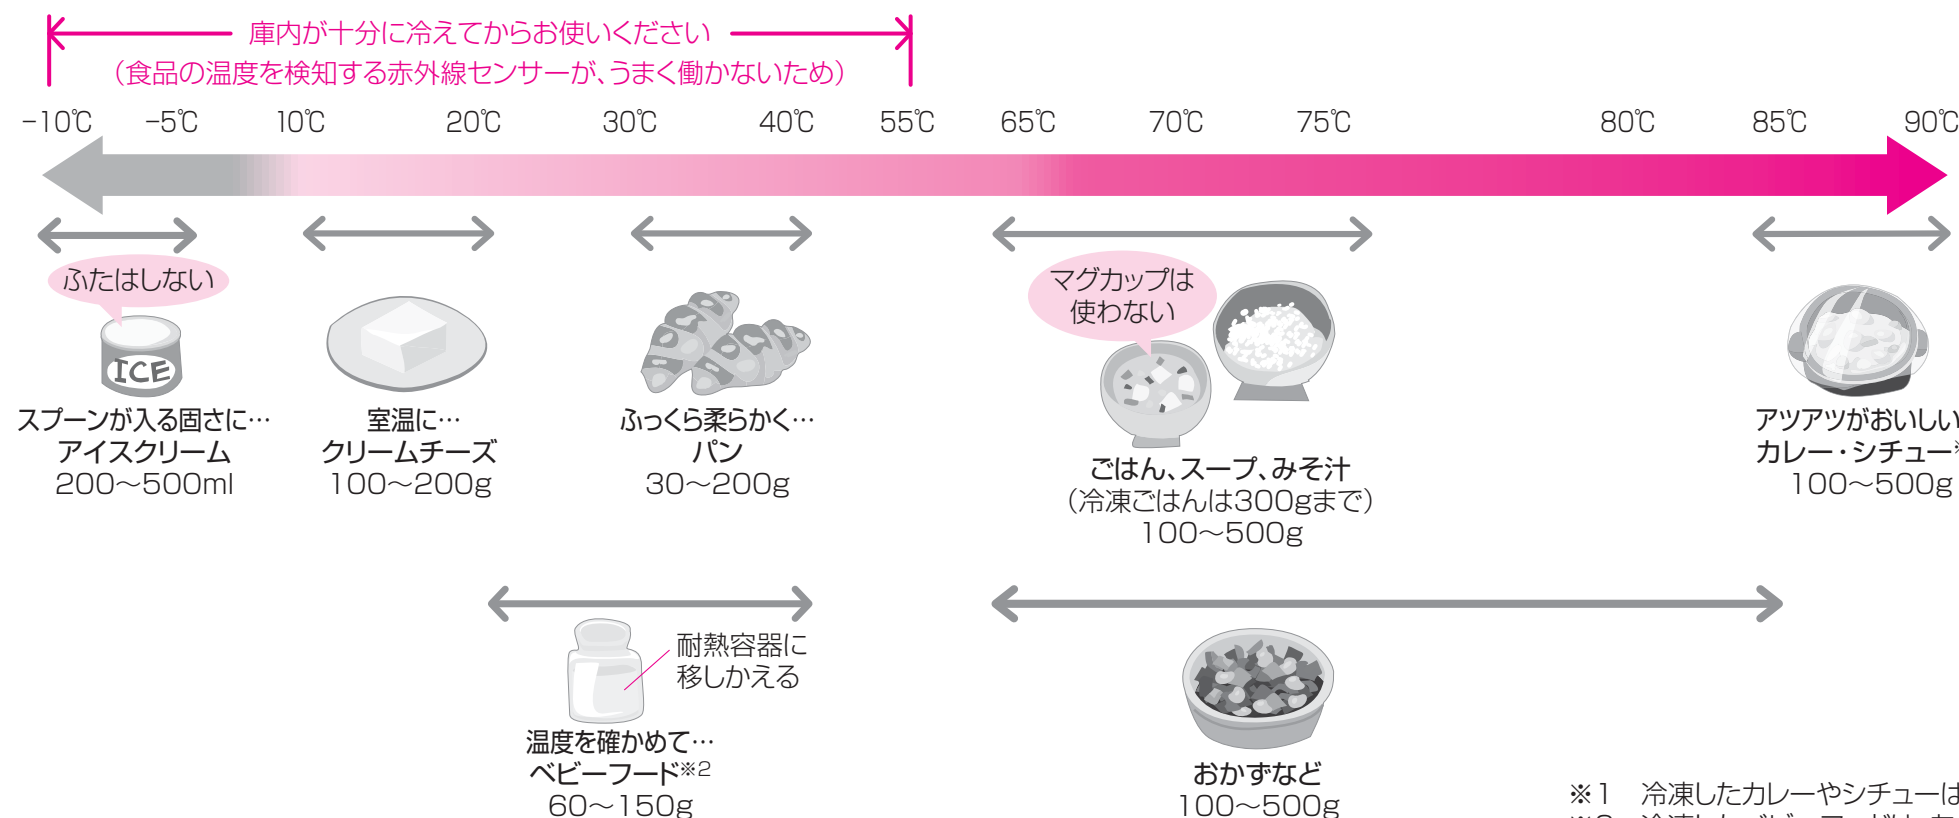 庫内が十分に冷えてからお使いください
（食品の温度を検知する赤外線センサーが、うまく働かないため）
−10℃ −5℃ 10℃ 20℃ 30℃ 40℃ 55℃ 65℃ 70℃ 75℃ 80℃ 85℃ 90℃
ふたはしない
ICE
スプーンが入る固さに…
アイスクリーム
200〜500ml
室温に…
クリームチーズ
100〜200g
ふっくら柔らかく…
パン
30〜200g
マグカップは
使わない
ごはん、スープ、みそ汁
（冷凍ごはんは300gまで）
100〜500g
アツアツがおいしい
カレー・シチュー※
100〜500g
耐熱容器に
移しかえる
温度を確かめて…
ベビーフード※2
60〜150g
おかずなど
100〜500g
※1 冷凍したカレーやシチューは